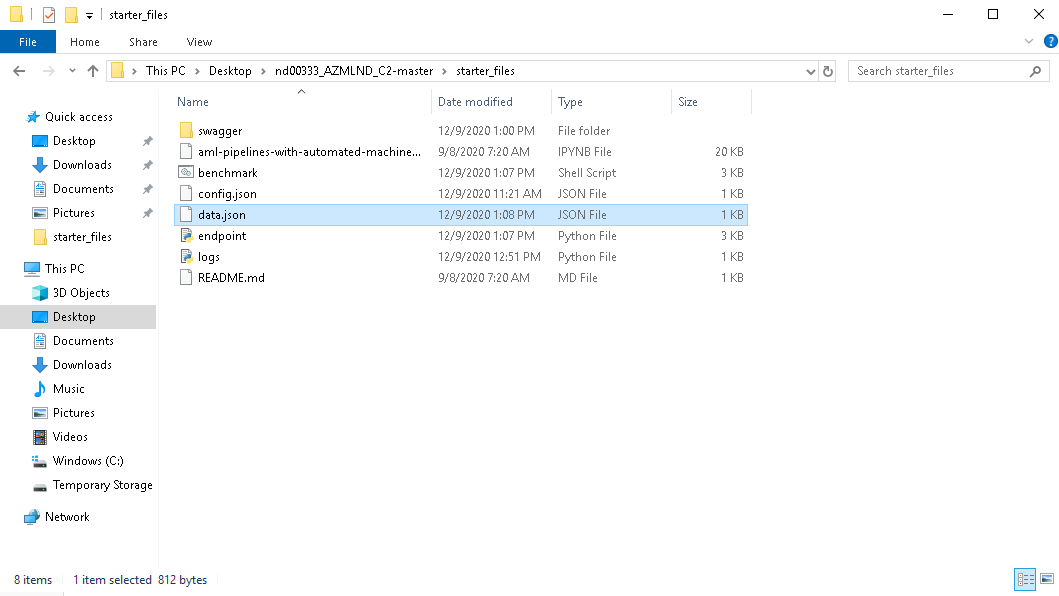 starter_files
File Home Share View
This PC Desktop nd00333_AZMLND_C2-master starter_files Search starter_files
Name Date modified Type Size
Quick access
Desktop
Downloads
Documents
Pictures
starter_files
This PC
3D Objects
Desktop
Documents
Downloads
Music
Pictures
Videos
Windows (C:)
Temporary Storage
Network
swagger 12/9/2020 1:00 PM File folder
aml-pipelines-with-automated-machine... 9/8/2020 7:20 AM IPYNB File 20 KB
benchmark 12/9/2020 1:07 PM Shell Script 3 KB
config.json 12/9/2020 11:21 AM JSON File 1 KB
data.json 12/9/2020 1:08 PM JSON File 1 KB
endpoint 12/9/2020 1:07 PM Python File 3 KB
logs 12/9/2020 12:51 PM Python File 1 KB
README.md 9/8/2020 7:20 AM MD File 1 KB
8 items 1 item selected 812 bytes